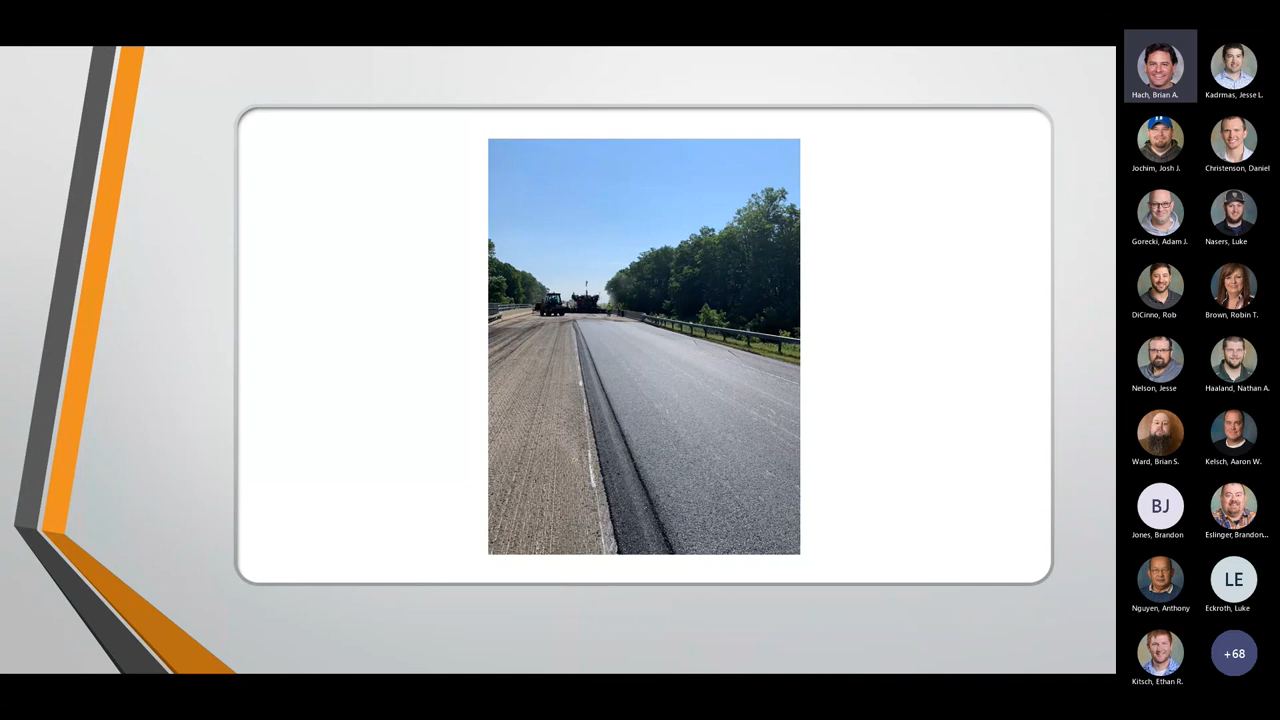 Hach, Brian A.
Kadrmas, Jesse L.
Jochim, Josh J.
Christenson, Daniel
Gorecki, Adam J.
Nasers, Luke
DiCinno, Rob
Brown, Robin T.
Nelson, Jesse
Haaland, Nathan A.
Ward, Brian S.
Kelsch, Aaron W.
BJ
Jones, Brandon
Eslinger, Brandon...
Nguyen, Anthony
LE
Eckroth, Luke
Kitsch, Ethan R.
+68